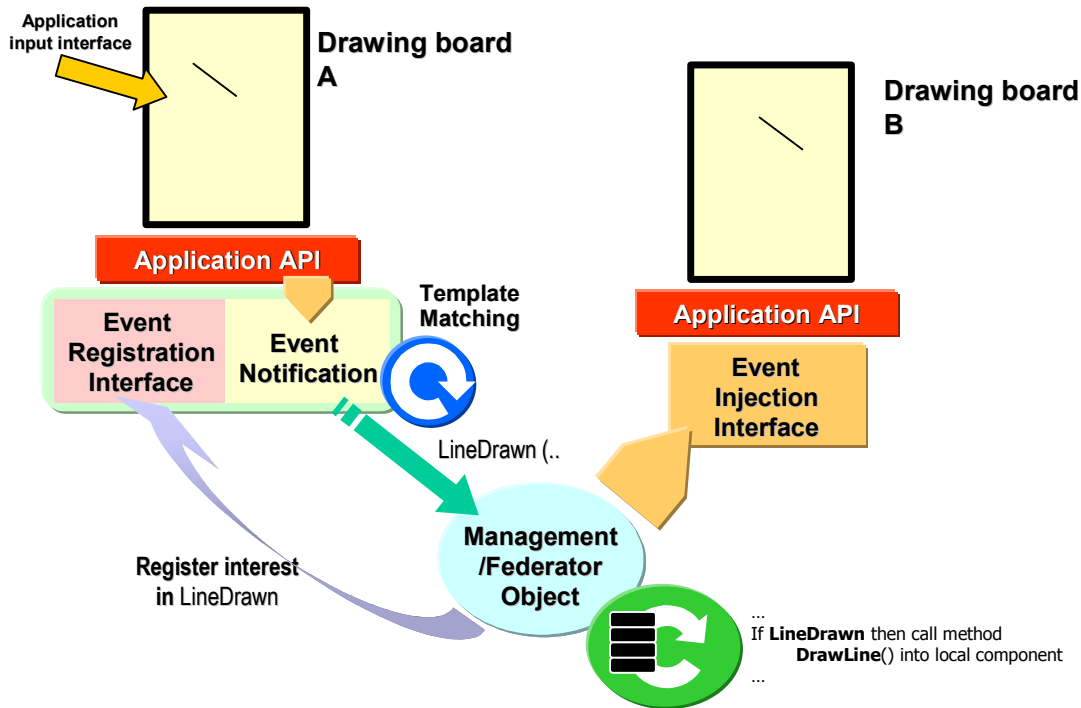 Application
input interface
Drawing board
A
Drawing board
B
Application API
Event
Registration
Interface
Event
Notification
Template
Matching
Application API
Event
Injection
Interface
LineDrawn (..
Management
/Federator
Object
Register interest
in LineDrawn
...
If LineDrawn then call method
DrawLine() into local component
...